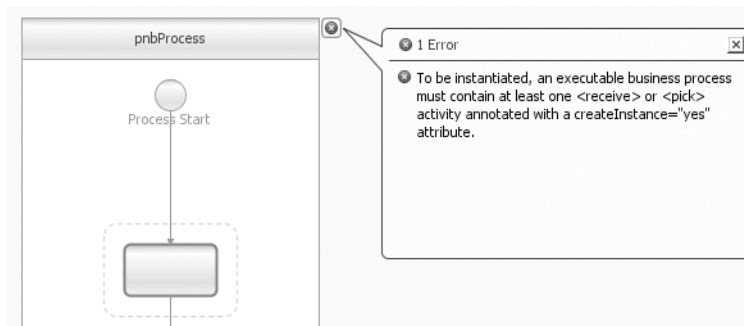 pnbProcess
Process Start
1 Error
To be instantiated, an executable business process
must contain at least one <receive> or <pick>
activity annotated with a createInstance="yes"
attribute.